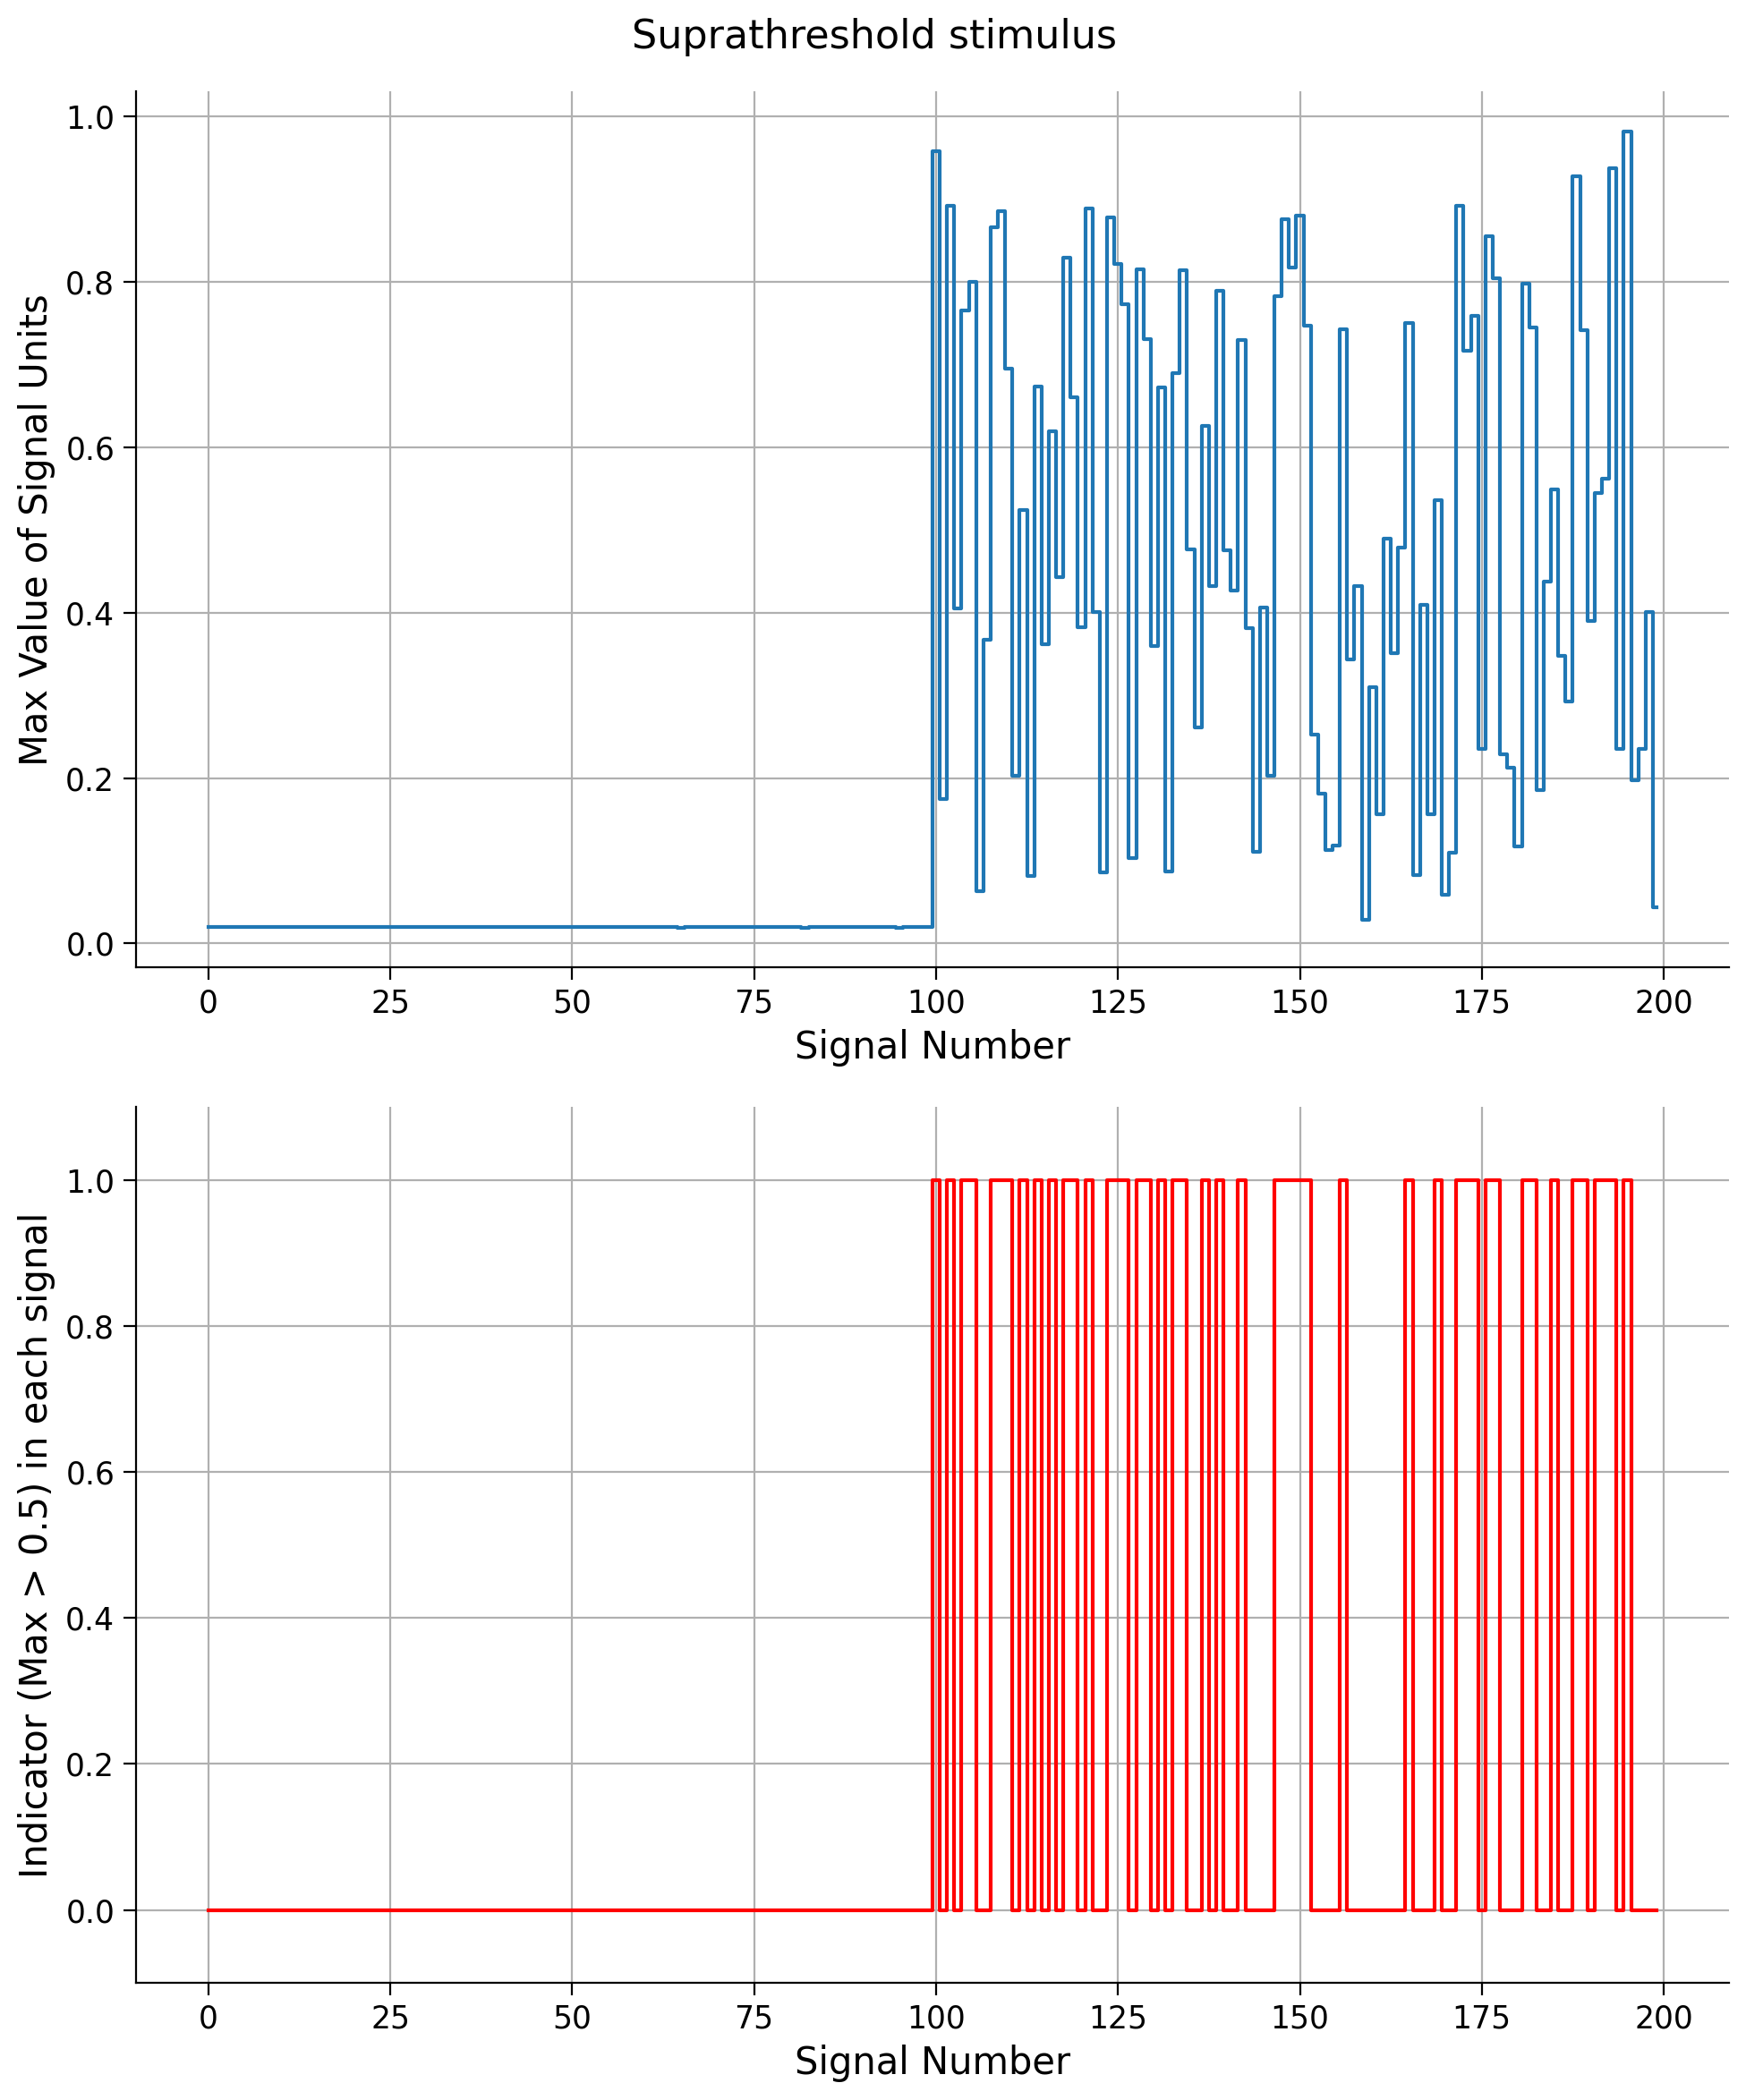 Suprathreshold stimulus
Max Value of Signal Units
1.0
0.8
0.6
0.4
0.2
0.0
0 25 50 75 100 125 150 175 200
Signal Number
Indicator (Max > 0.5) in each signal
1.0
0.8
0.6
0.4
0.2
0.0
0 25 50 75 100 125 150 175 200
Signal Number